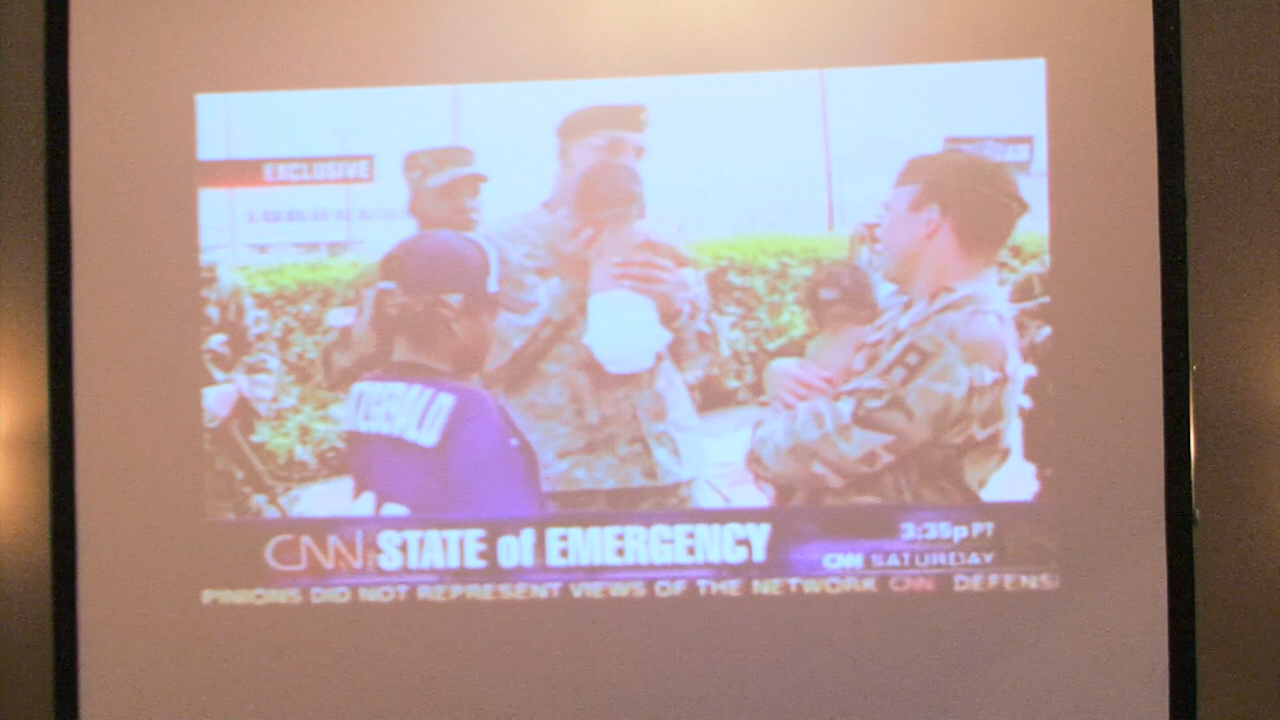 EXCLUSIVE
CNN STATE of EMERGENCY
3:35p PT
CNN SATURDAY
PINIONS DID NOT REPRESENT VIEWS OF THE NETWORK CNN DEFENS